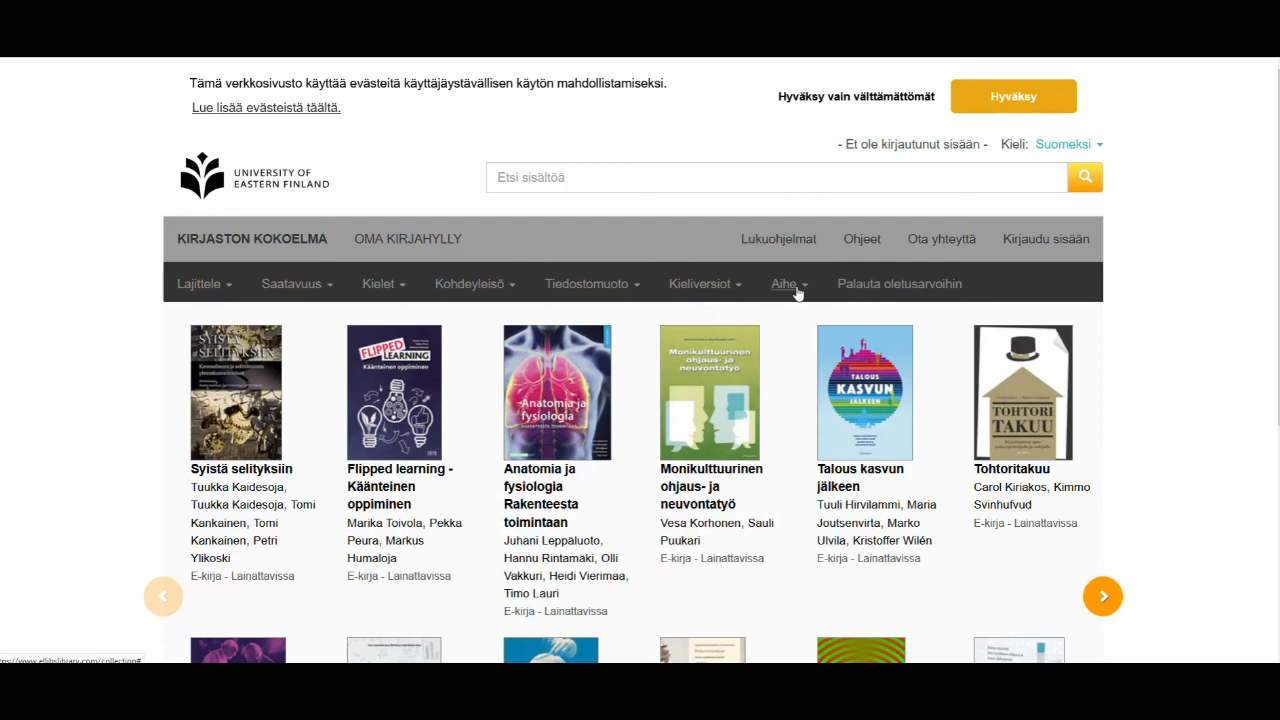 Tämä verkkosivusto käyttää evästeitä käyttäjäystävällisen käytön mahdollistamiseksi.
Lue lisää evästeistä täältä.
Hyväksy vain välttämättömät
Hyväksy
- Et ole kirjautunut sisään -
Kieli: Suomeksi
UNIVERSITY OF
EASTERN FINLAND
Etsi sisältöä
KIRJASTON KOKOELMA
OMA KIRJAHYLLY
Lukuohjelmat
Ohjeet
Ota yhteyttä
Kirjaudu sisään
Lajittele
Saatavuus
Kielet
Kohdeyleisö
Tiedostomuoto
Kieliversiot
Aihe
Palauta oletusarvoihin
SYISTÄ
SELITYKSIIN
FLIPPED
LEARNING
Käänteinen oppiminen
Anatomia ja
fysiologia
RAKENTEESTA TOIMINTAAN
Monikulttuurinen
ohjaus- ja
neuvontatyö
TALOUS
KASVUN
JÄLKEEN
TOHTORI
TAKUU
Syistä selityksiin
Tuukka Kaidesoja,
Tuukka Kaidesoja, Tomi
Kankainen, Tomi
Kankainen, Petri
Ylikoski
E-kirja - Lainattavissa
Flipped learning -
Käänteinen
oppiminen
Marika Toivola, Pekka
Peura, Markus
Humaloja
E-kirja - Lainattavissa
Anatomia ja
fysiologia
Rakenteesta
toimintaan
Juhani Leppäluoto,
Hannu Rintamäki, Olli
Vakkuri, Heidi Vierimaa,
Timo Lauri
E-kirja - Lainattavissa
Monikulttuurinen
ohjaus- ja
neuvontatyö
Vesa Korhonen, Sauli
Puukari
E-kirja - Lainattavissa
Talous kasvun
jälkeen
Tuuli Hirvilammi, Maria
Joutsenvirta, Marko
Ulvila, Kristoffer Wilén
E-kirja - Lainattavissa
Tohtoritakuu
Carol Kiriakos, Kimmo
Svinhufvud
E-kirja - Lainattavissa